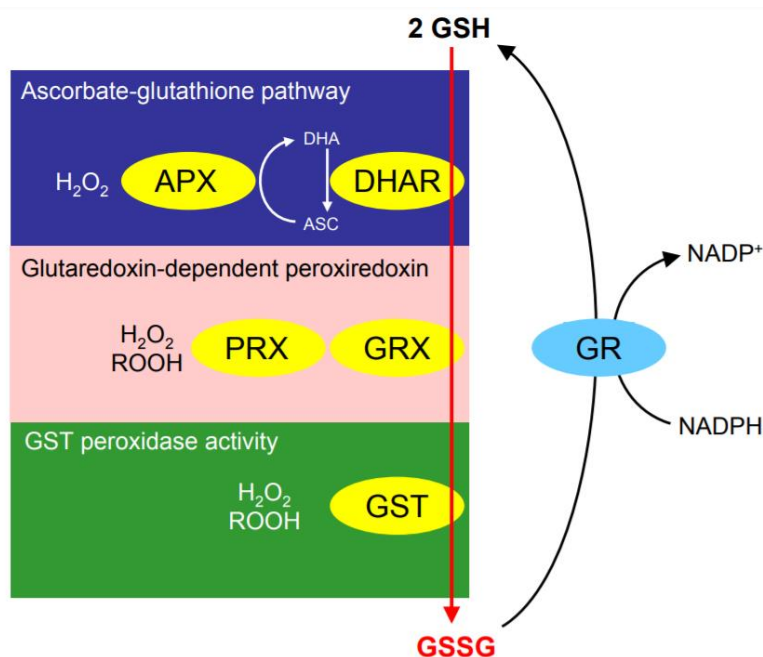 2 GSH
Ascorbate-glutathione pathway
H₂O₂
APX
DHA
ASC
DHAR
Glutaredoxin-dependent peroxiredoxin
H₂O₂
ROOH
PRX
GRX
GST peroxidase activity
H₂O₂
ROOH
GST
GSSG
GR
NADP⁺
NADPH